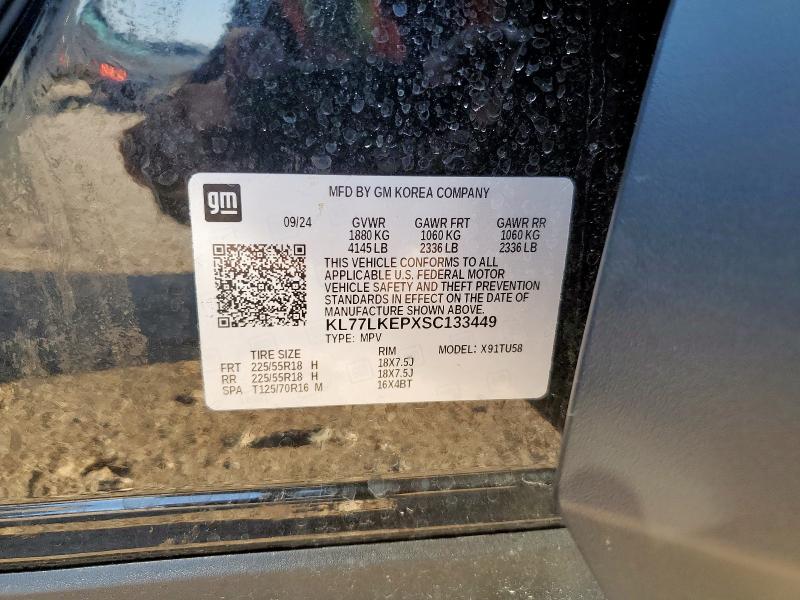 gm
MFD BY GM KOREA COMPANY
09/24 GVWR GAWR FRT GAWR RR
1880 KG 1060 KG 1060 KG
4145 LB 2336 LB 2336 LB
THIS VEHICLE CONFORMS TO ALL
APPLICABLE U.S. FEDERAL MOTOR
VEHICLE SAFETY AND THEFT PREVENTION
STANDARDS IN EFFECT ON THE DATE OF
MANUFACTURE SHOWN ABOVE.
KL77LKEPXSC133449
TYPE: MPV
TIRE SIZE RIM MODEL: X91TU58
FRT 225/55R18 H 18X7.5J
RR 225/55R18 H 18X7.5J
SPA T125/70R16 M 16X4BT